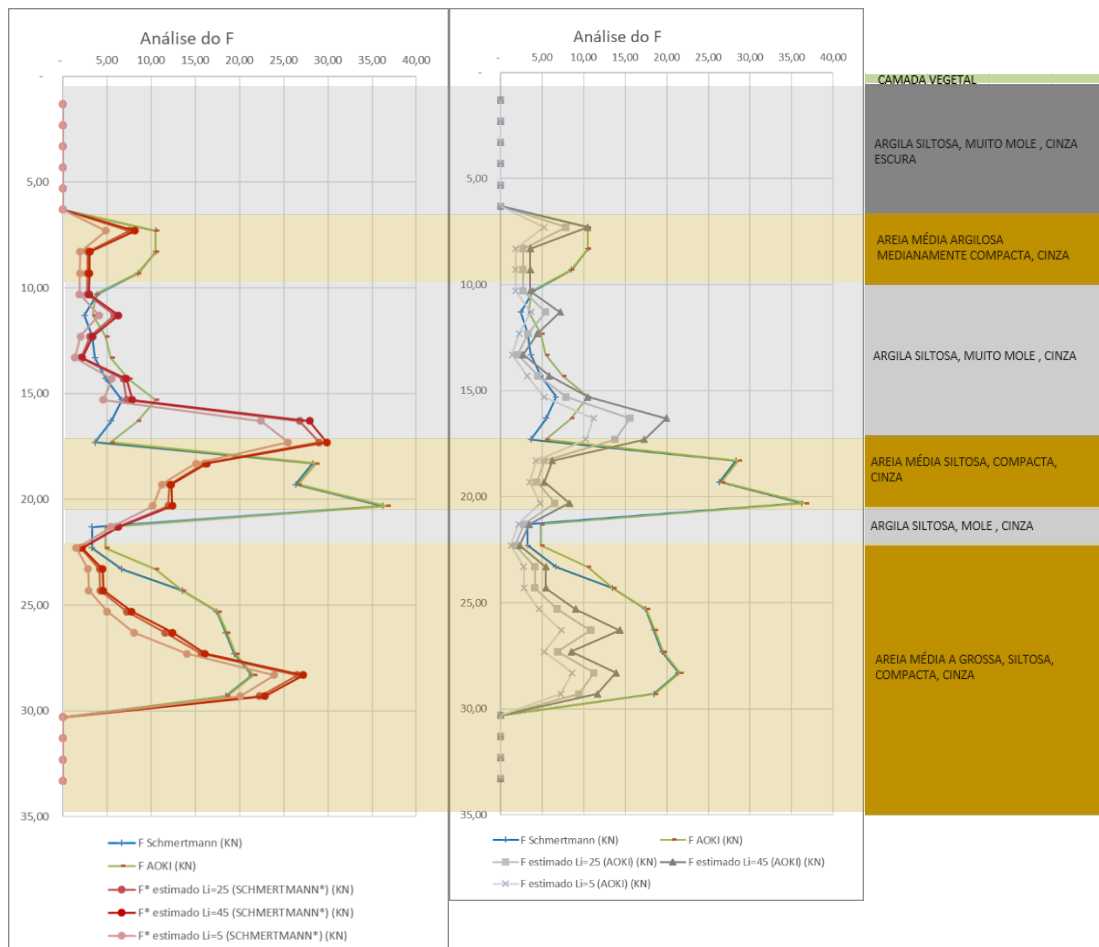 Análise do F
-
5,00
10,00
15,00
20,00
25,00
30,00
35,00
40,00
-
5,00
10,00
15,00
20,00
25,00
30,00
35,00
F Schmertmann (KN)
F AOKI (KN)
F* estimado Li=25 (SCHMERTMANN*) (KN)
F* estimado Li=45 (SCHMERTMANN*) (KN)
F* estimado Li=5 (SCHMERTMANN*) (KN)
Análise do F
-
5,00
10,00
15,00
20,00
25,00
30,00
35,00
40,00
-
5,00
10,00
15,00
20,00
25,00
30,00
35,00
F Schmertmann (KN)
F AOKI (KN)
F estimado Li=25 (AOKI) (KN)
F estimado Li=45 (AOKI) (KN)
F estimado Li=5 (AOKI) (KN)
CAMADA VEGETAL
ARGILA SILTOSA, MUITO MOLE , CINZA
ESCURA
AREIA MÉDIA ARGILOSA
MEDIANAMENTE COMPACTA, CINZA
ARGILA SILTOSA, MUITO MOLE , CINZA
AREIA MÉDIA SILTOSA, COMPACTA,
CINZA
ARGILA SILTOSA, MOLE , CINZA
AREIA MÉDIA A GROSSA, SILTOSA,
COMPACTA, CINZA